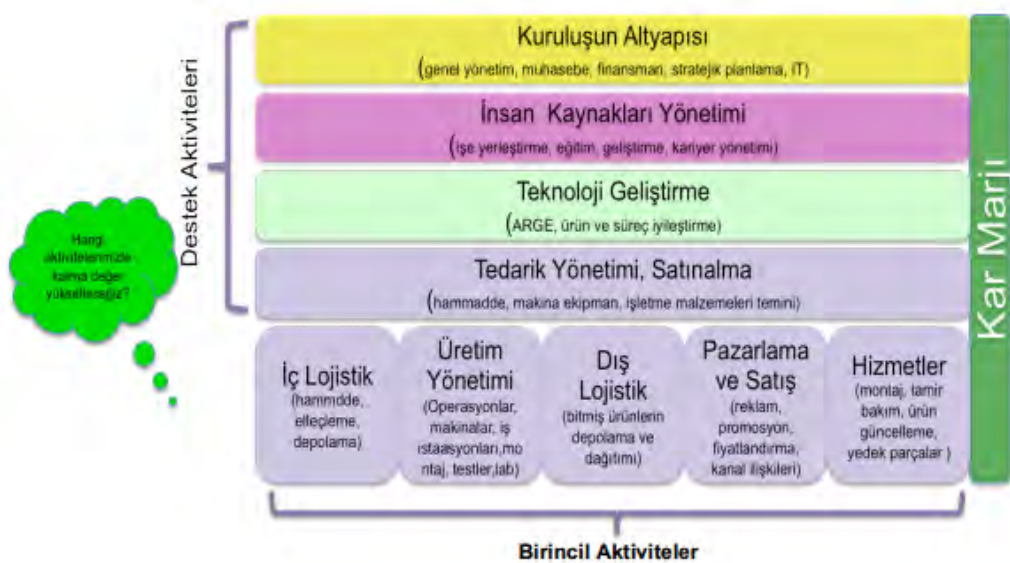 Destek Aktiviteleri
Kuruluşun Altyapısı
(genel yönetim, muhasebe, finansman, stratejik planlama, IT)
İnsan Kaynakları Yönetimi
(işe yerleştirme, eğitim, geliştirme, kariyer yönetimi)
Teknoloji Geliştirme
(ARGE, ürün ve süreç iyileştirme)
Tedarik Yönetimi, Satınalma
(hammadde, makina ekipman, işletme malzemeleri temini)
Hangi
aktivitelerimizle
katma değer
yükselteceğiz?
İç Lojistik
(hammdde,
elleçleme,
depolama)
Üretim
Yönetimi
(Operasyonlar,
makinalar, iş
istaasyonları,mo
ntaj, testler,lab)
Dış
Lojistik
(bitmiş ürünlerin
depolama ve
dağıtımı)
Pazarlama
ve Satış
(reklam,
promosyon,
fiyatlandırma,
kanal ilişkileri)
Hizmetler
(montaj, tamir
bakım, ürün
güncelleme,
yedek parçalar )
Kar Marjı
Birincil Aktiviteler